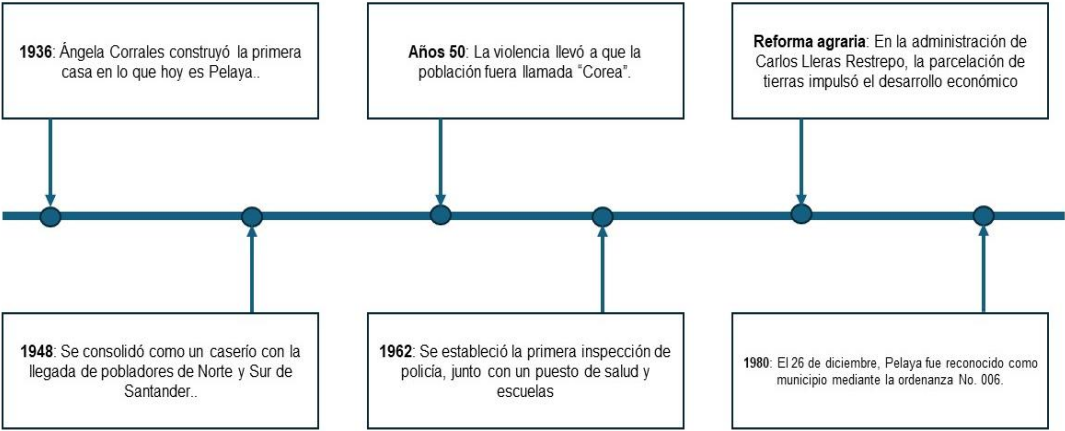 1936: Ángela Corrales construyó la primera
casa en lo que hoy es Pelaya..
Años 50: La violencia llevó a que la
población fuera llamada “Corea”.
Reforma agraria: En la administración de
Carlos Lleras Restrepo, la parcelación de
tierras impulsó el desarrollo económico
1948: Se consolidó como un caserío con la
llegada de pobladores de Norte y Sur de
Santander..
1962: Se estableció la primera inspección de
policía, junto con un puesto de salud y
escuelas
1980: El 26 de diciembre, Pelaya fue reconocido como
municipio mediante la ordenanza No. 006.